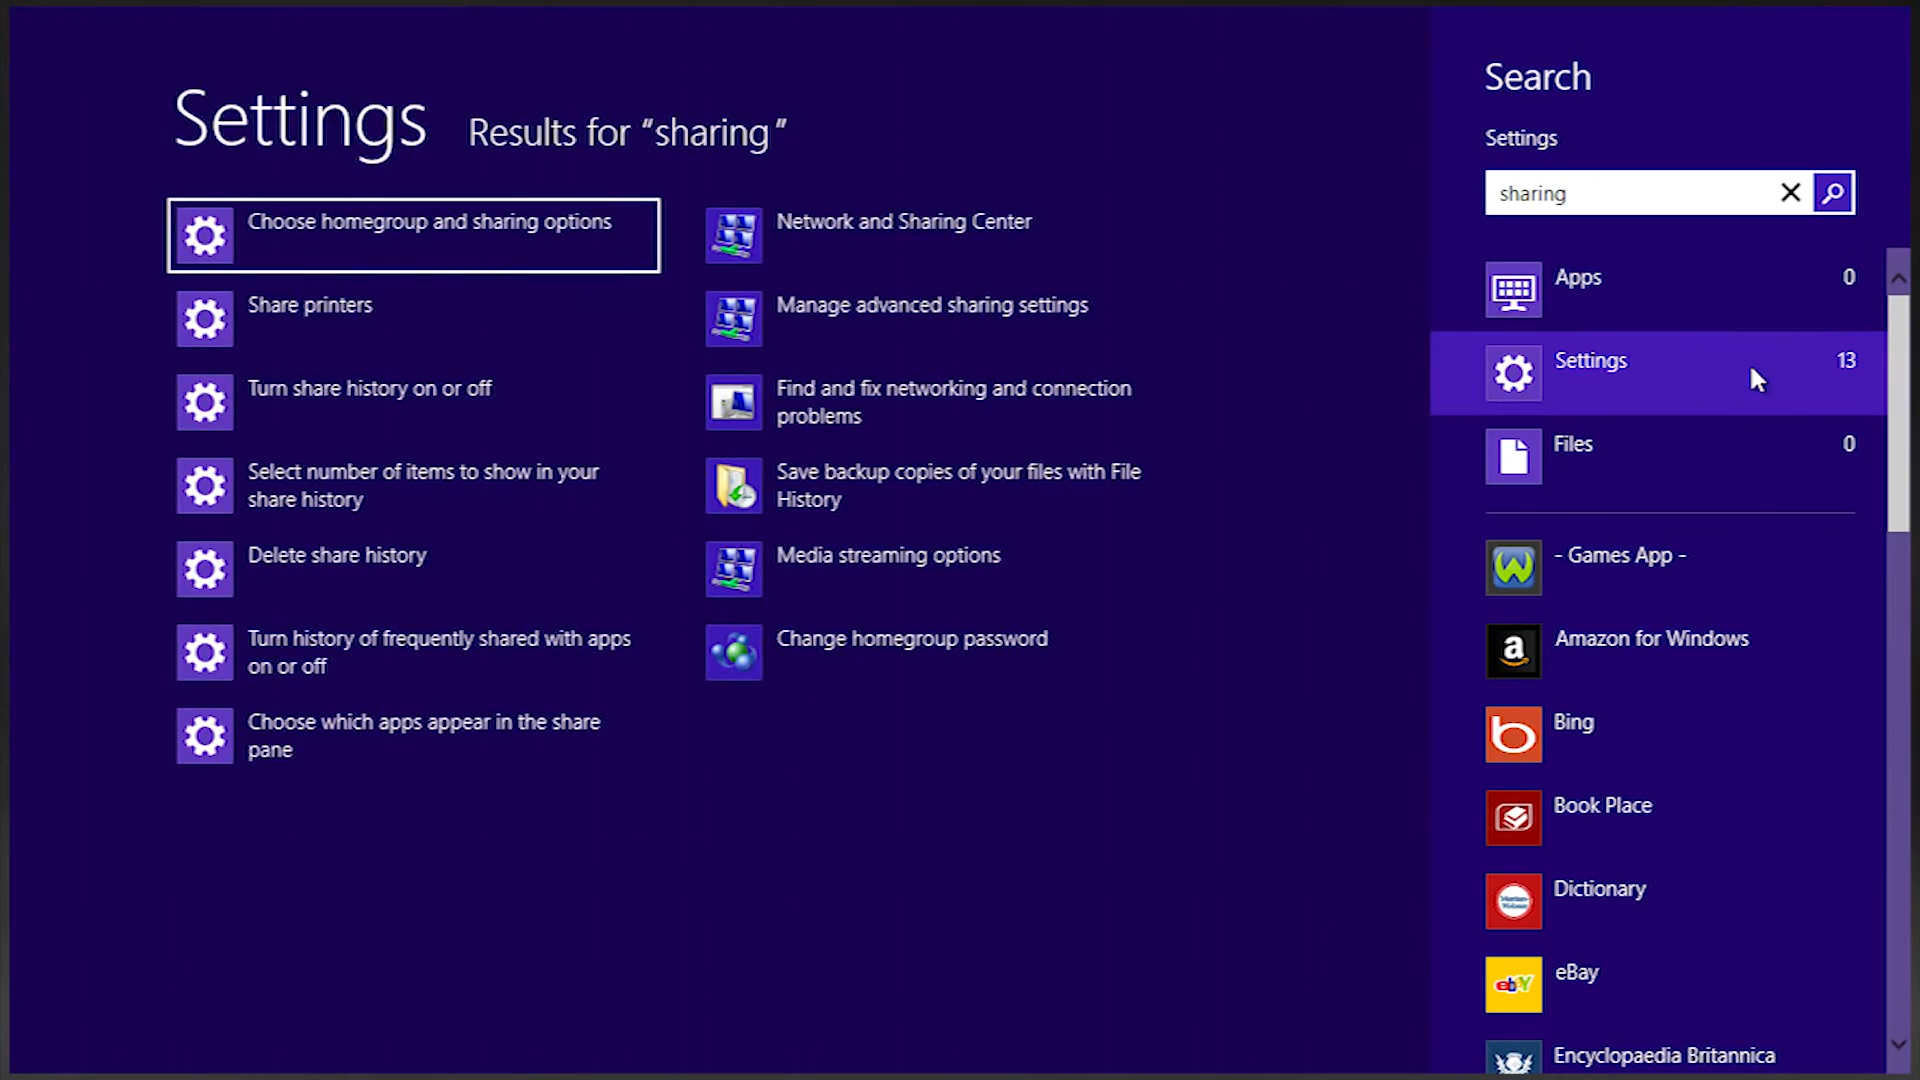 Settings Results for “sharing”
Choose homegroup and sharing options
Share printers
Turn share history on or off
Select number of items to show in your
share history
Delete share history
Turn history of frequently shared with apps
on or off
Choose which apps appear in the share
pane
Network and Sharing Center
Manage advanced sharing settings
Find and fix networking and connection
problems
Save backup copies of your files with File
History
Media streaming options
Change homegroup password
Search
Settings
sharing
Apps 0
Settings 13
Files 0
- Games App -
a Amazon for Windows
b Bing
Book Place
Dictionary
ebY eBay
Encyclopaedia Britannica